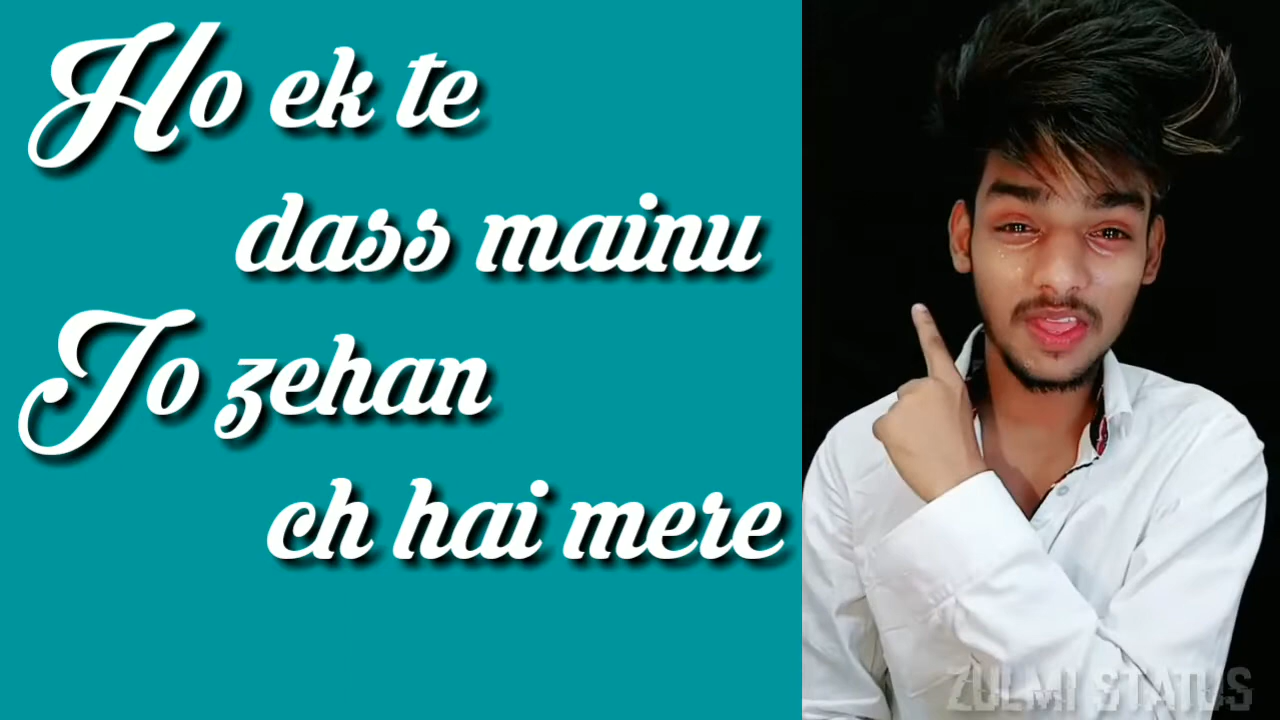 Ho ek te
dass mainu
Jo zehan
ch hai mere
ZULMI STATUS